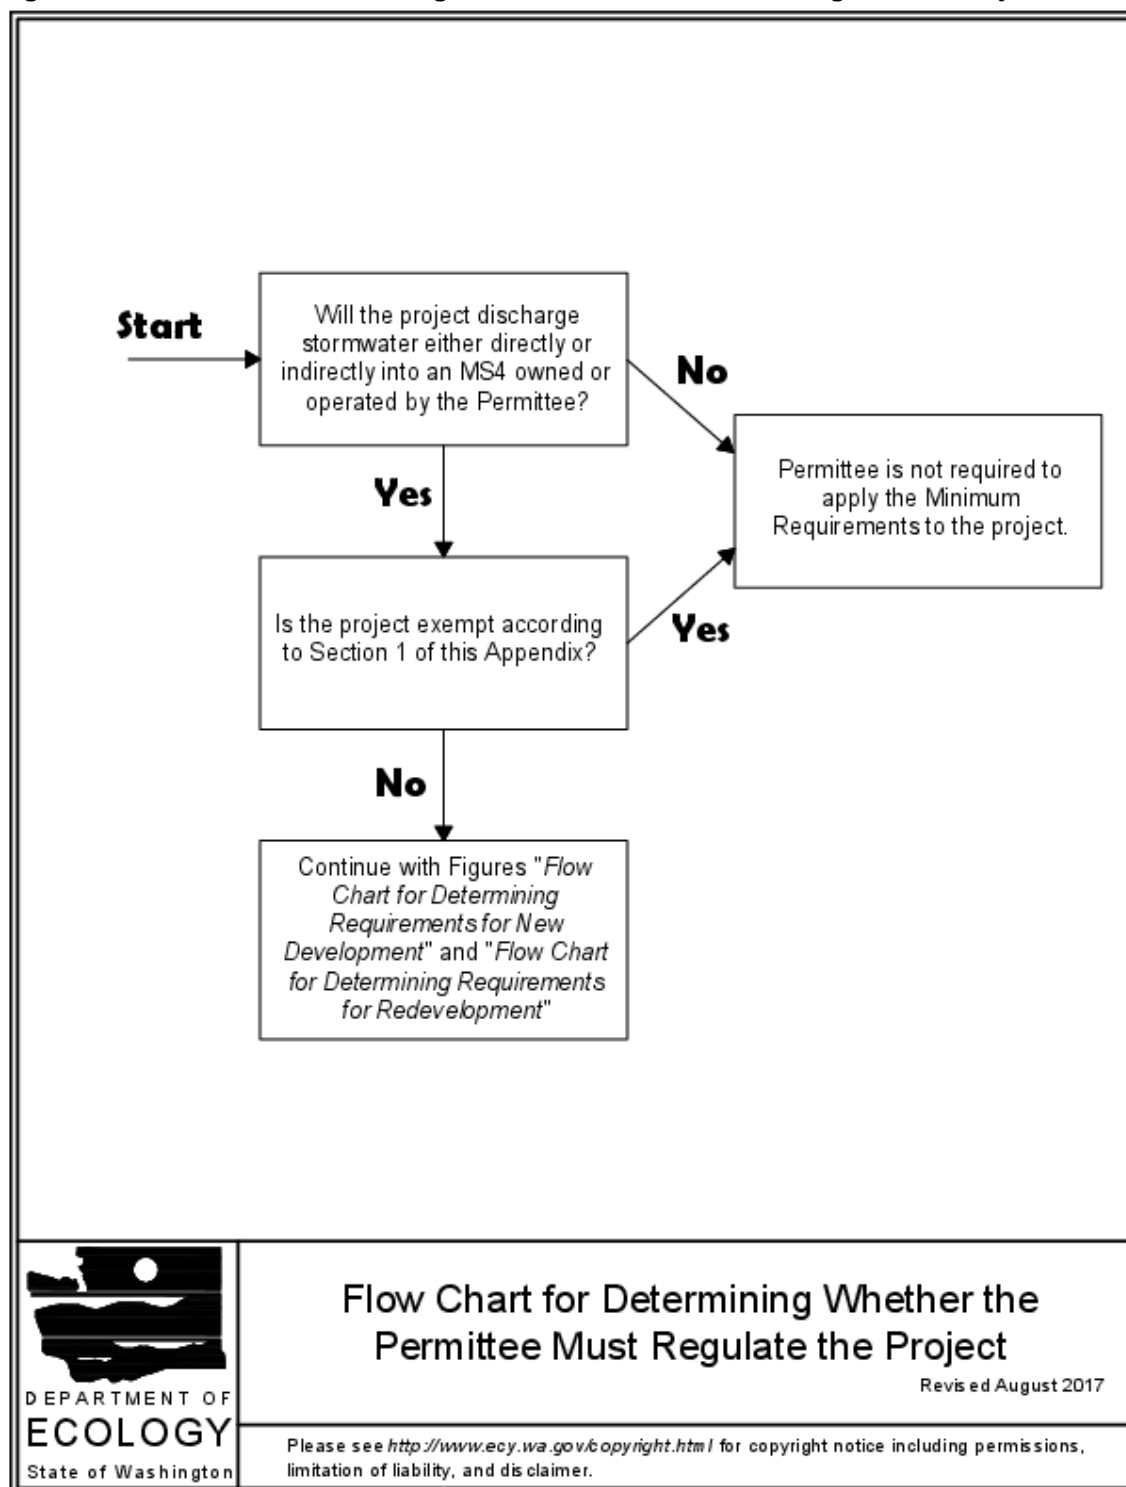 Start
Will the project discharge
stormwater either directly or
indirectly into an MS4 owned or
operated by the Permittee?
No
Permittee is not required to
apply the Minimum
Requirements to the project.
Yes
Is the project exempt according
to Section 1 of this Appendix?
Yes
No
Continue with Figures "Flow
Chart for Determining
Requirements for New
Development" and "Flow Chart
for Determining Requirements
for Redevelopment"
DEPARTMENT OF
ECOLOGY
State of Washington
Flow Chart for Determining Whether the
Permittee Must Regulate the Project
Revised August 2017
Please see http://www.ecy.wa.gov/copyright.html for copyright notice including permissions,
limitation of liability, and disclaimer.